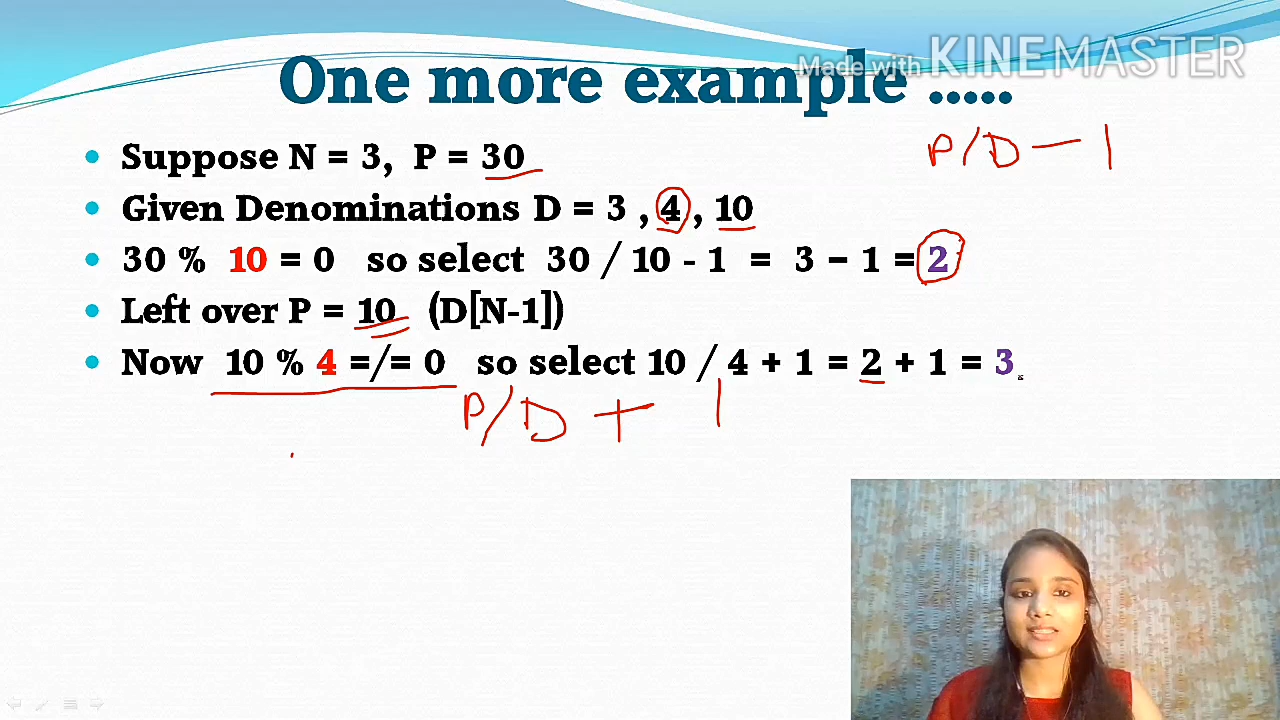 Made with KINEMASTER
One more example .....
P/D - 1
• Suppose N = 3, P = 30
• Given Denominations D = 3 , 4 , 10
• 30 % 10 = 0 so select 30 / 10 - 1 = 3 – 1 = 2
• Left over P = 10 (D[N-1])
• Now 10 % 4 =/= 0 so select 10 / 4 + 1 = 2 + 1 = 3
P/D + 1